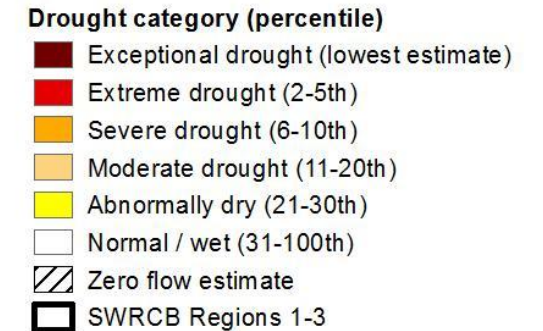 Drought category (percentile)
Exceptional drought (lowest estimate)
Extreme drought (2-5th)
Severe drought (6-10th)
Moderate drought (11-20th)
Abnormally dry (21-30th)
Normal / wet (31-100th)
Zero flow estimate
SWRCB Regions 1-3